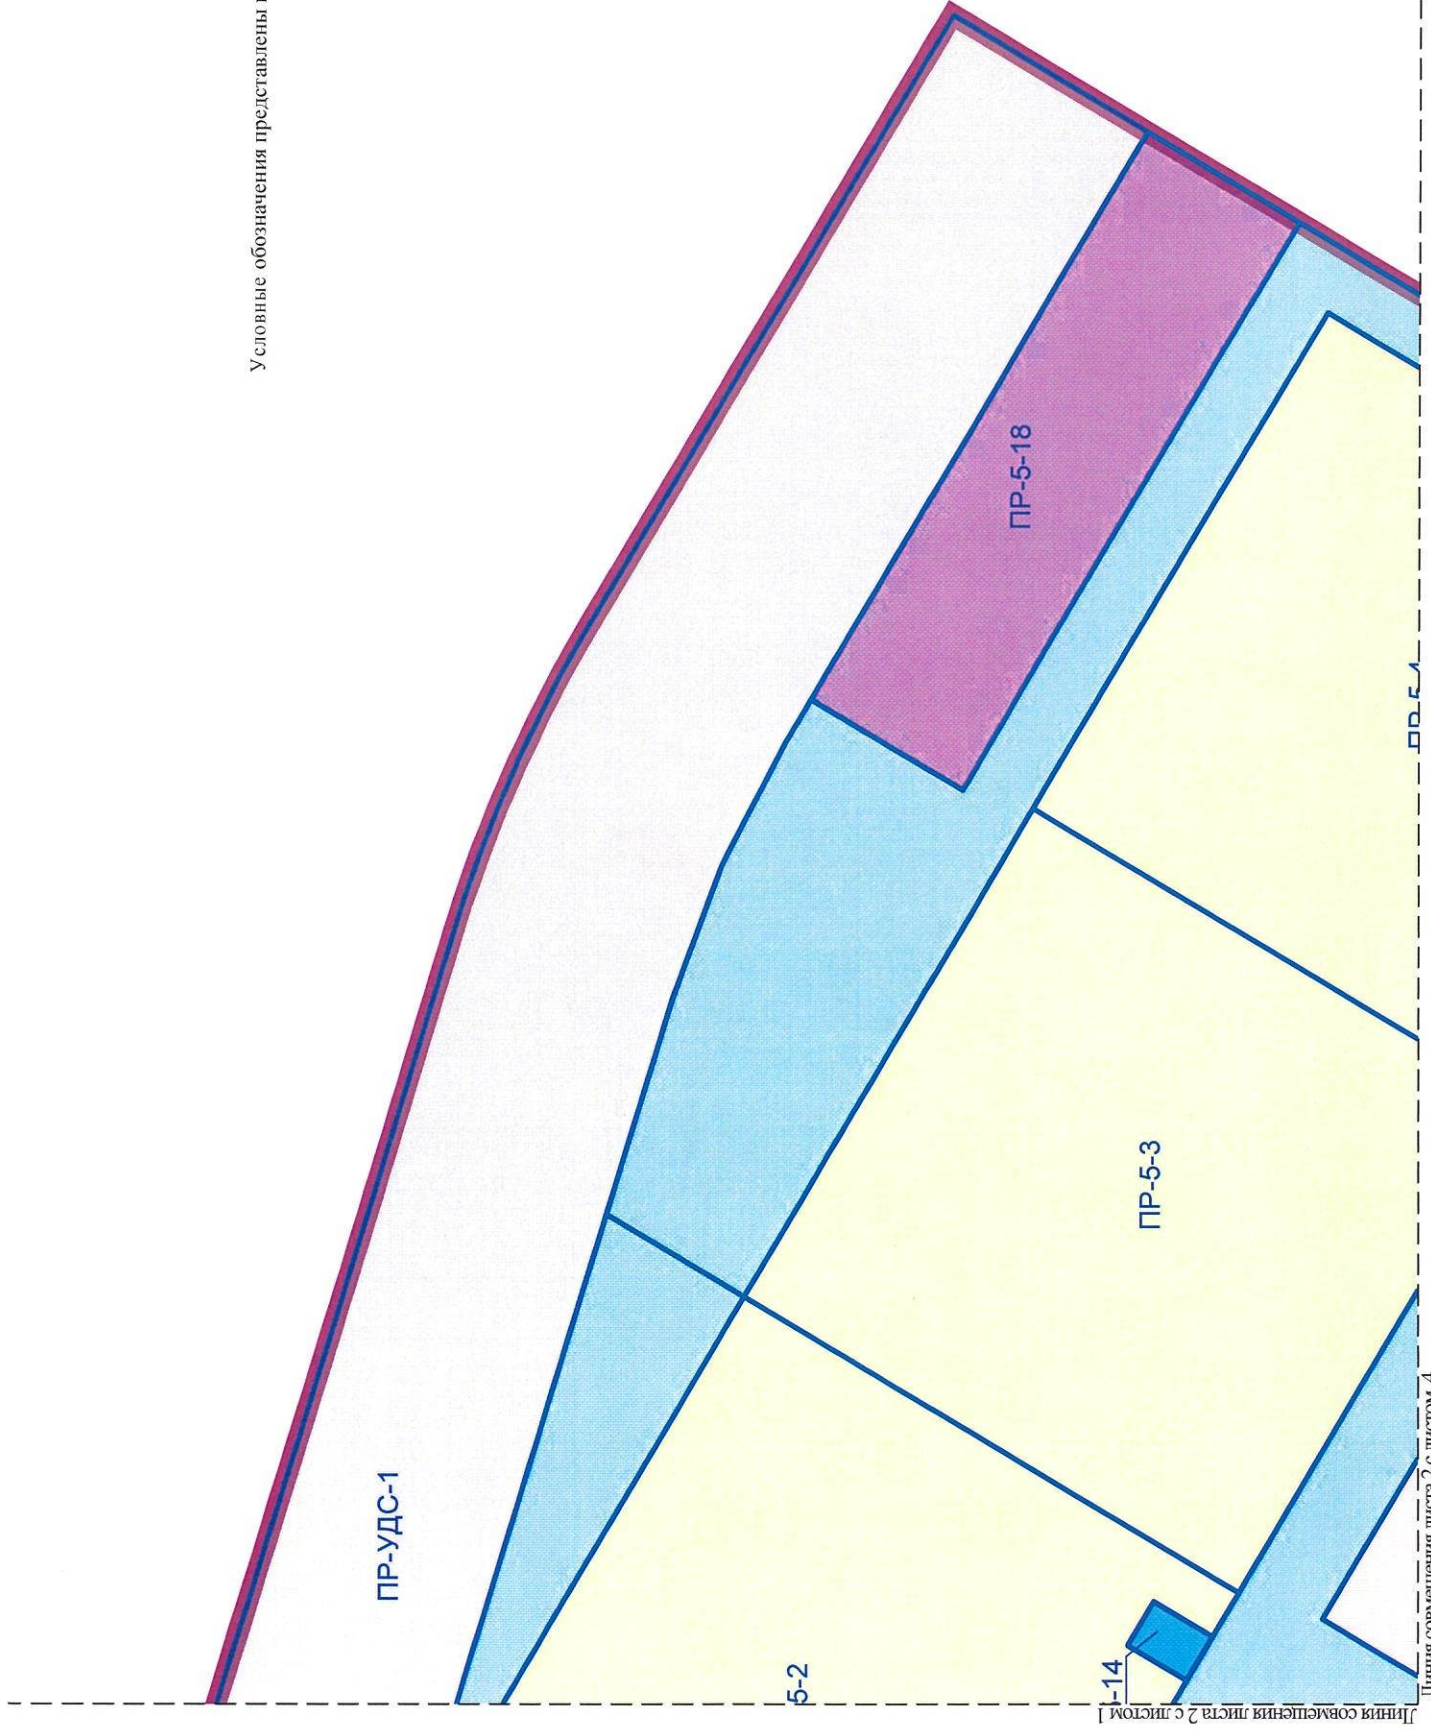 Условные обозначения представлены
ПР-УДС-1
ПР-5-18
ПР-5-3
5-2
-14
Линия совмещения листа 2 с листом 1
Линия совмещения листа 2 с листом 4